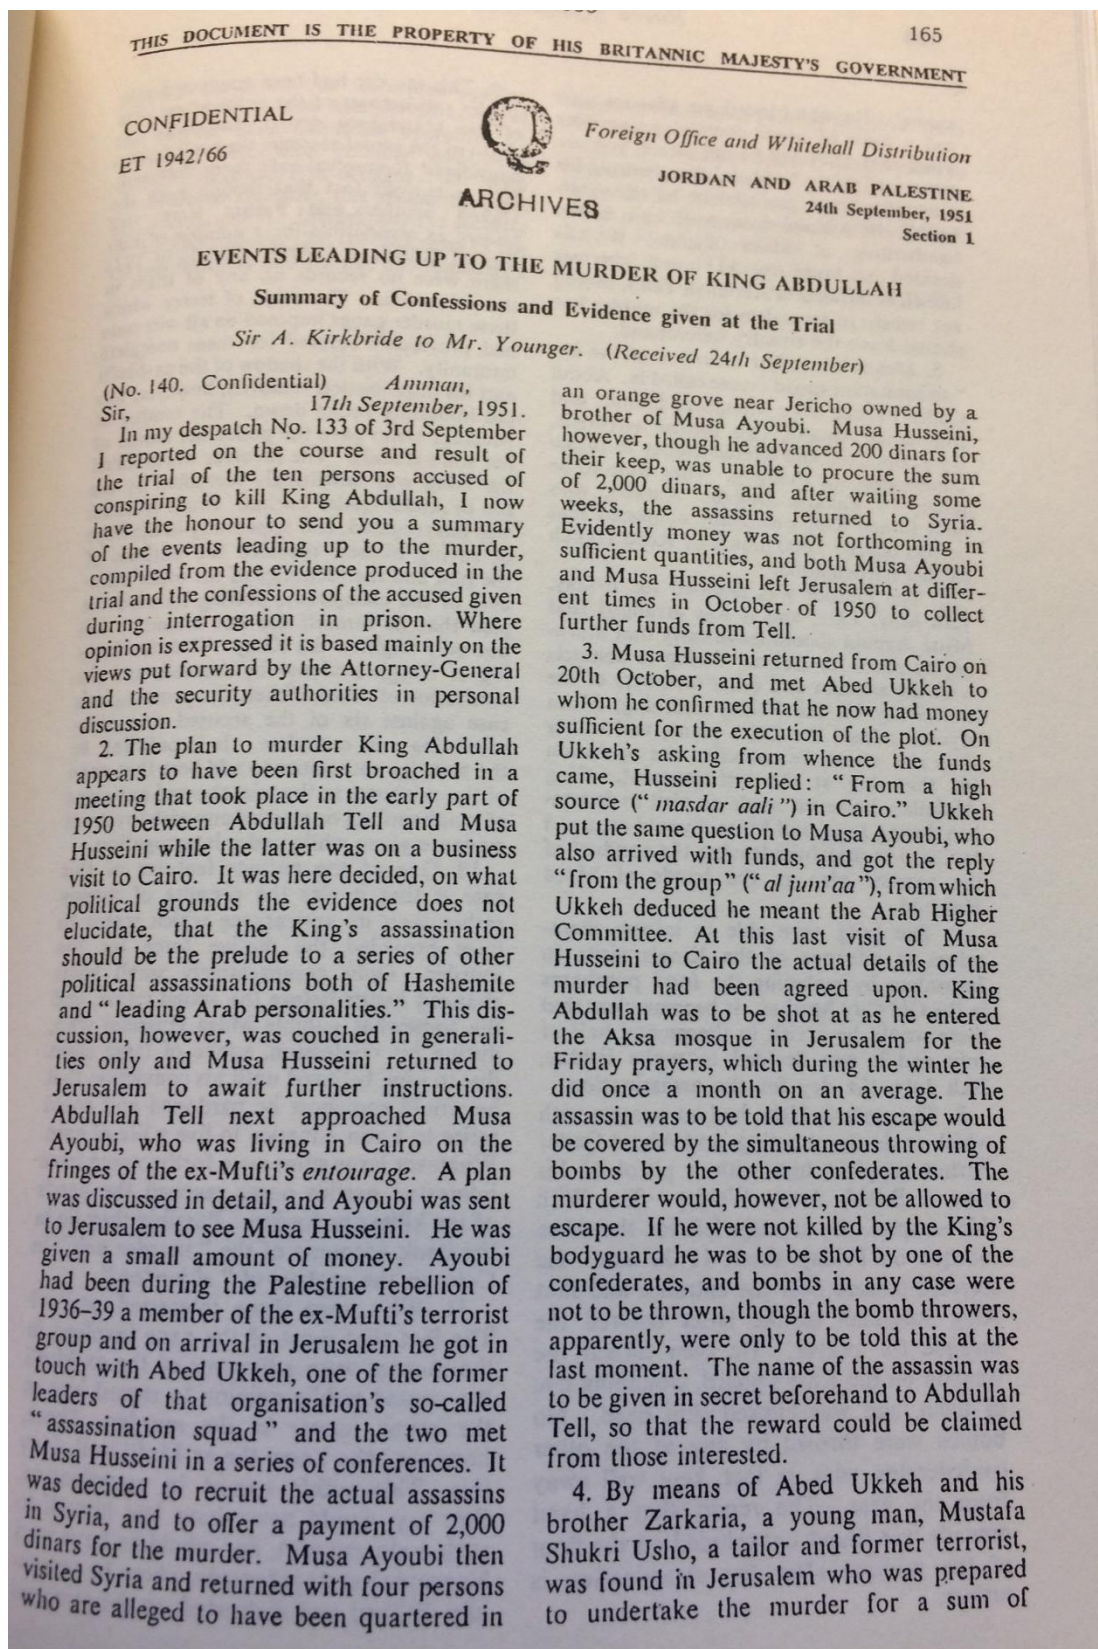 165
THIS DOCUMENT IS THE PROPERTY OF HIS BRITANNIC MAJESTY'S GOVERNMENT
CONFIDENTIAL
ET 1942/66
Q
ARCHIVES
Foreign Office and Whitehall Distribution
JORDAN AND ARAB PALESTINE
24th September, 1951
Section 1
EVENTS LEADING UP TO THE MURDER OF KING ABDULLAH
Summary of Confessions and Evidence given at the Trial
Sir A. Kirkbride to Mr. Younger. (Received 24th September)
(No. 140. Confidential) Amman,
Sir, 17th September, 1951.
In my despatch No. 133 of 3rd September
I reported on the course and result of
the trial of the ten persons accused of
conspiring to kill King Abdullah, I now
have the honour to send you a summary
of the events leading up to the murder,
compiled from the evidence produced in the
trial and the confessions of the accused given
during interrogation in prison. Where
opinion is expressed it is based mainly on the
views put forward by the Attorney-General
and the security authorities in personal
discussion.
2. The plan to murder King Abdullah
appears to have been first broached in a
meeting that took place in the early part of
1950 between Abdullah Tell and Musa
Husseini while the latter was on a business
visit to Cairo. It was here decided, on what
political grounds the evidence does not
elucidate, that the King's assassination
should be the prelude to a series of other
political assassinations both of Hashemite
and “leading Arab personalities.” This dis-
cussion, however, was couched in generali-
ties only and Musa Husseini returned to
Jerusalem to await further instructions.
Abdullah Tell next approached Musa
Ayoubi, who was living in Cairo on the
fringes of the ex-Mufti's entourage. A plan
was discussed in detail, and Ayoubi was sent
to Jerusalem to see Musa Husseini. He was
given a small amount of money. Ayoubi
had been during the Palestine rebellion of
1936–39 a member of the ex-Mufti's terrorist
group and on arrival in Jerusalem he got in
touch with Abed Ukkeh, one of the former
leaders of that organisation's so-called
“assassination squad” and the two met
Musa Husseini in a series of conferences. It
was decided to recruit the actual assassins
in Syria, and to offer a payment of 2,000
dinars for the murder. Musa Ayoubi then
visited Syria and returned with four persons
who are alleged to have been quartered in
an orange grove near Jericho owned by a
brother of Musa Ayoubi. Musa Husseini,
however, though he advanced 200 dinars for
their keep, was unable to procure the sum
of 2,000 dinars, and after waiting some
weeks, the assassins returned to Syria.
Evidently money was not forthcoming in
sufficient quantities, and both Musa Ayoubi
and Musa Husseini left Jerusalem at differ-
ent times in October of 1950 to collect
further funds from Tell.
3. Musa Husseini returned from Cairo on
20th October, and met Abed Ukkeh to
whom he confirmed that he now had money
sufficient for the execution of the plot. On
Ukkeh's asking from whence the funds
came, Husseini replied: “From a high
source (“masdar aali”) in Cairo.” Ukkeh
put the same question to Musa Ayoubi, who
also arrived with funds, and got the reply
“from the group” (“al jum'aa”), from which
Ukkeh deduced he meant the Arab Higher
Committee. At this last visit of Musa
Husseini to Cairo the actual details of the
murder had been agreed upon. King
Abdullah was to be shot at as he entered
the Aksa mosque in Jerusalem for the
Friday prayers, which during the winter he
did once a month on an average. The
assassin was to be told that his escape would
be covered by the simultaneous throwing of
bombs by the other confederates. The
murderer would, however, not be allowed to
escape. If he were not killed by the King's
bodyguard he was to be shot by one of the
confederates, and bombs in any case were
not to be thrown, though the bomb throwers,
apparently, were only to be told this at the
last moment. The name of the assassin was
to be given in secret beforehand to Abdullah
Tell, so that the reward could be claimed
from those interested.
4. By means of Abed Ukkeh and his
brother Zarkaria, a young man, Mustafa
Shukri Usho, a tailor and former terrorist,
was found in Jerusalem who was prepared
to undertake the murder for a sum of